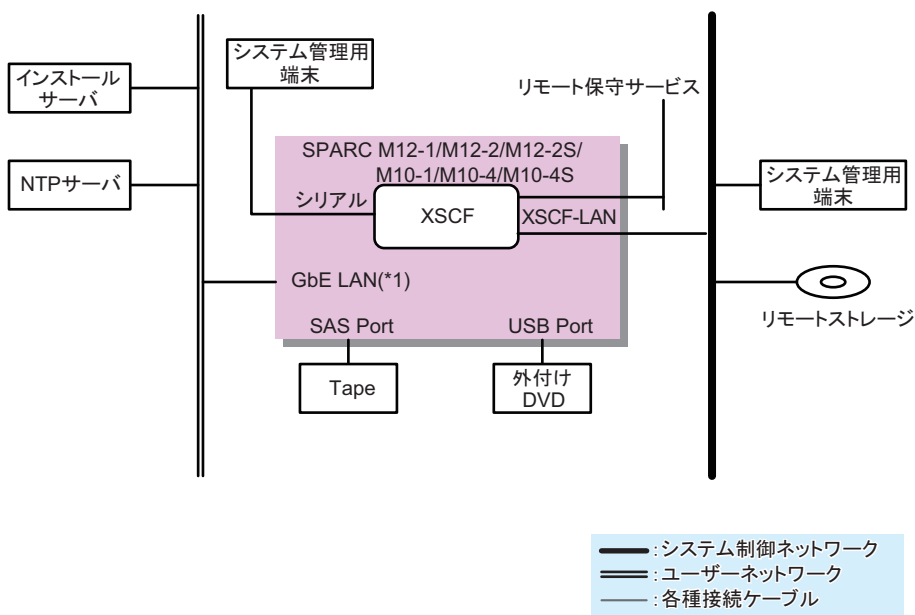 システム管理用
端末
インストール
サーバ
リモート保守サービス
SPARC M12-1/M12-2/M12-2S/
M10-1/M10-4/M10-4S
NTPサーバ
シリアル
XSCF
XSCF-LAN
システム管理用
端末
GbE LAN(*1)
リモートストレージ
SAS Port
USB Port
Tape
外付け
DVD
:システム制御ネットワーク
:ユーザーネットワーク
:各種接続ケーブル